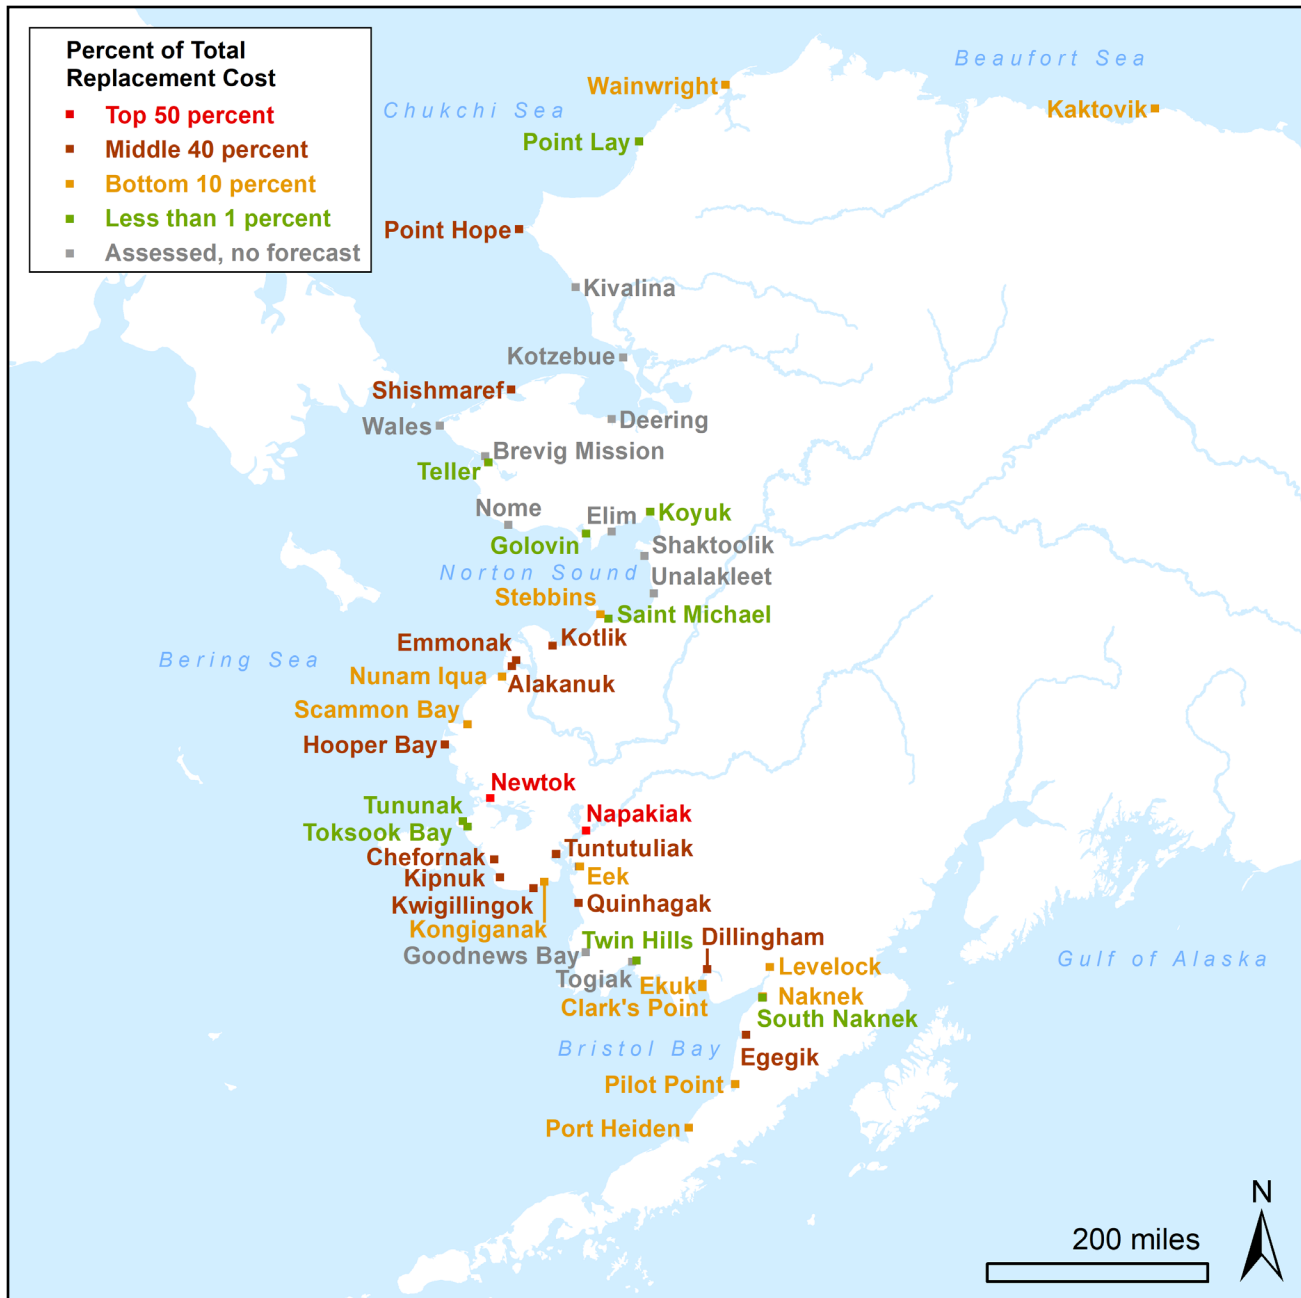 Percent of Total
Replacement Cost
Top 50 percent
Middle 40 percent
Bottom 10 percent
Less than 1 percent
Assessed, no forecast
Beaufort Sea
Wainwright
Chukchi Sea
Kaktovik
Point Lay
Point Hope
Kivalina
Kotzebue
Shishmaref
Wales
Deering
Brevig Mission
Teller
Nome
Elim
Koyuk
Golovin
Shaktoolik
Norton Sound
Unalakleet
Stebbins
Saint Michael
Emmonak
Kotlik
Bering Sea
Nunam Iqua
Alakanuk
Scammon Bay
Hooper Bay
Newtok
Tununak
Napakiak
Toksook Bay
Tuntutuliak
Chefornak
Kipnuk
Eek
Kwigillingok
Quinhagak
Kongiganak
Twin Hills
Dillingham
Goodnews Bay
Gulf of Alaska
Levelock
Togiak
Ekuk
Naknek
Clark's Point
South Naknek
Bristol Bay
Egegik
Pilot Point
Port Heiden
N
200 miles